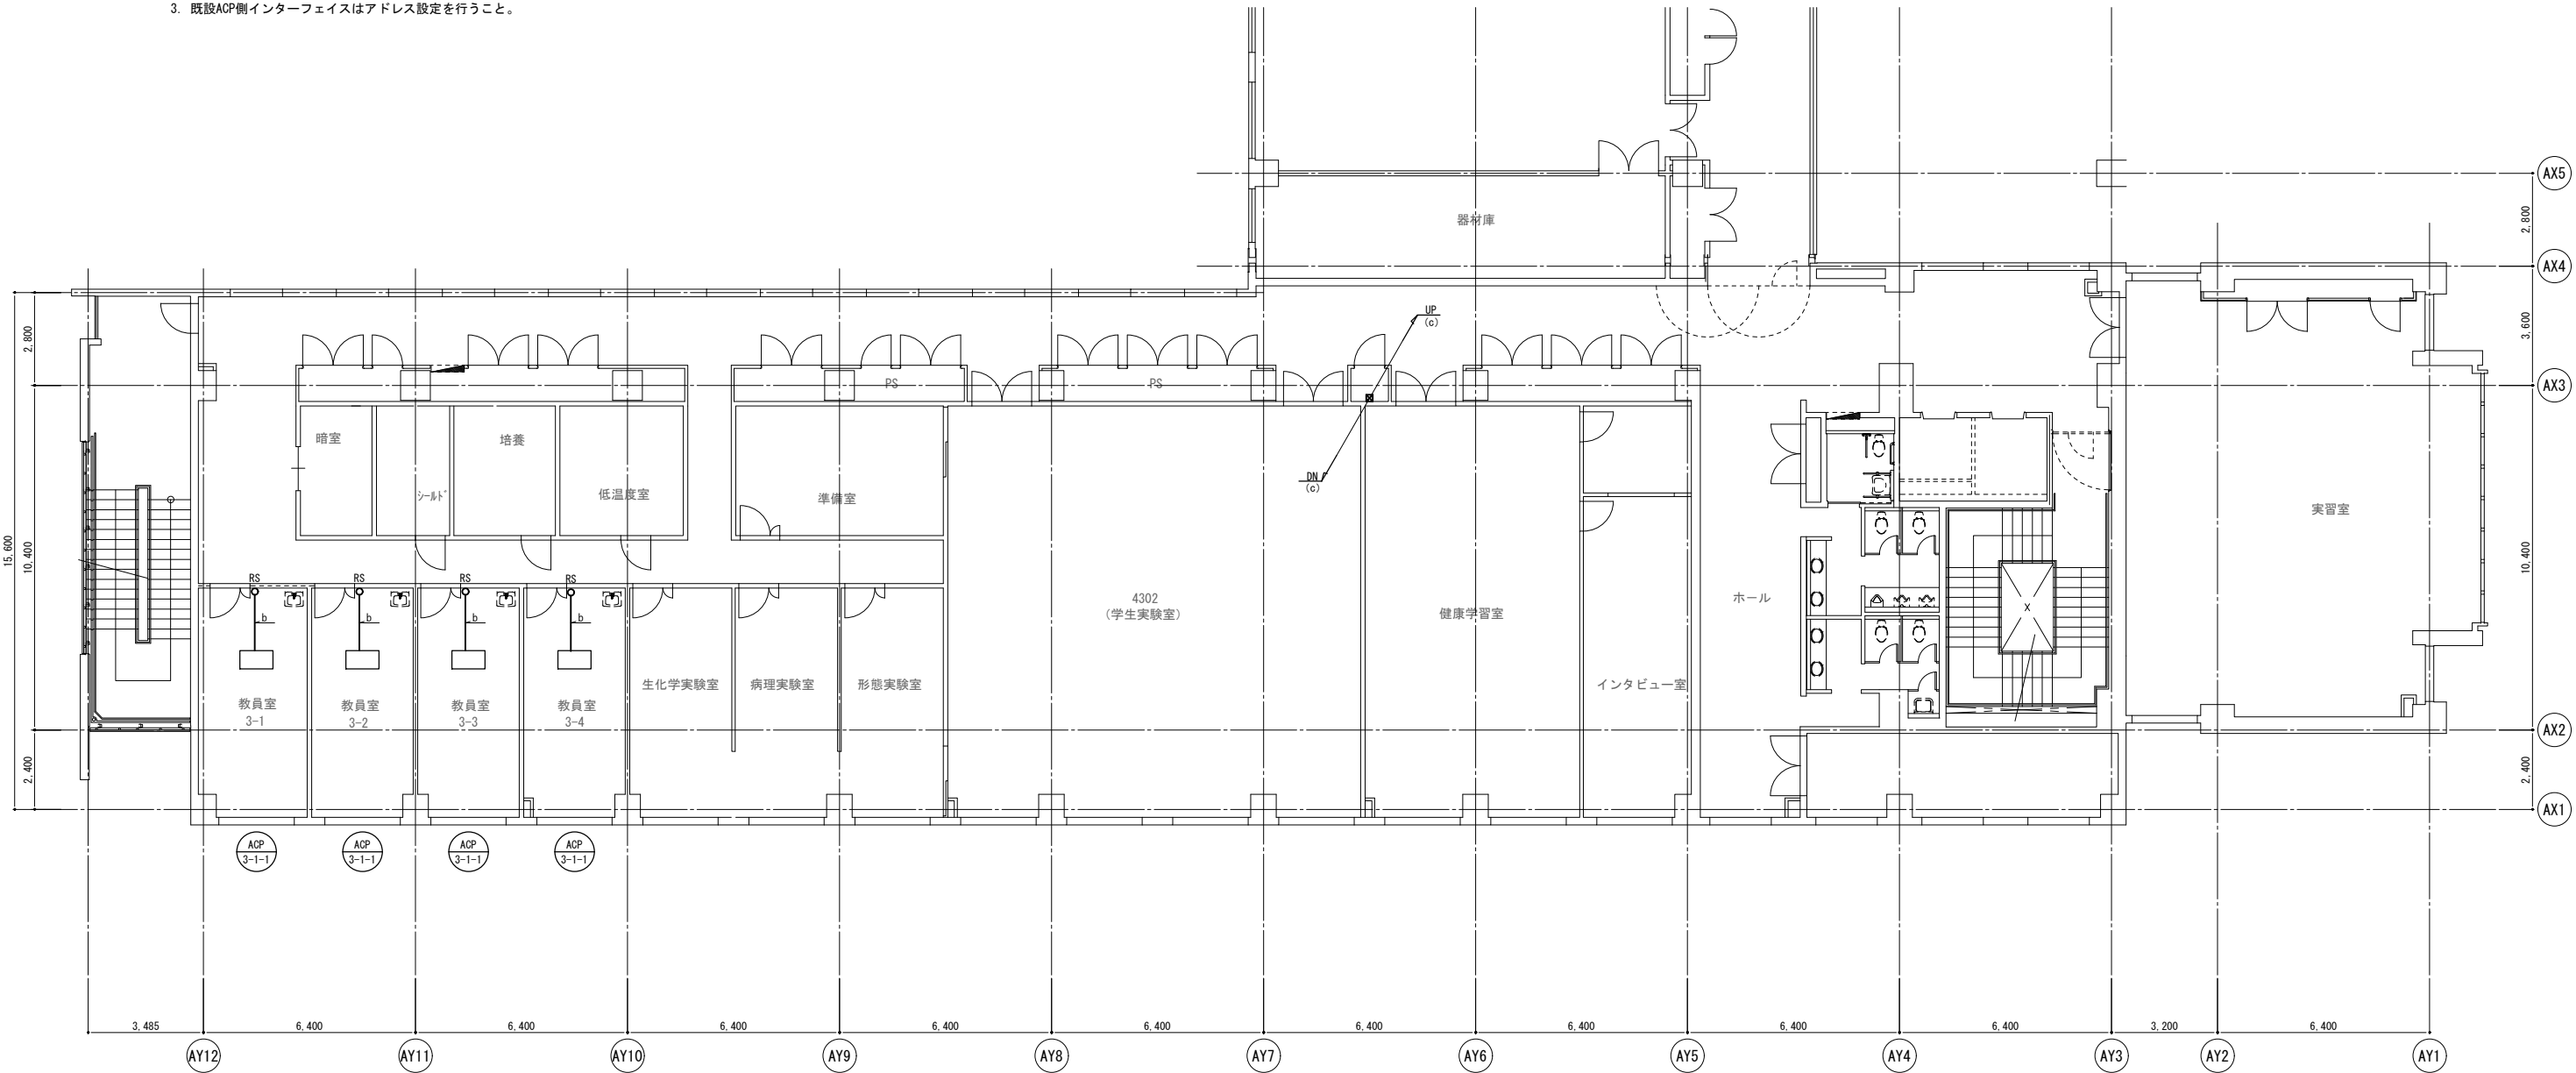 3. 既設ACP側インターフェイスはアドレス設定を行うこと。
AX5
2,800
器材庫
AX4
UP
(c)
2,800
3,600
PS
PS
AX3
暗室
培養
シールド
低温度室
準備室
DN
(c)
実習室
15,600
10,400
10,400
RS
RS
RS
RS
b
b
b
b
4302
(学生実験室)
健康学習室
ホール
X
生化学実験室
病理実験室
形態実験室
インタビュー室
教員室
3-1
教員室
3-2
教員室
3-3
教員室
3-4
AX2
2,400
2,400
AX1
ACP
3-1-1
ACP
3-1-1
ACP
3-1-1
ACP
3-1-1
3,485
6,400
6,400
6,400
6,400
6,400
6,400
6,400
6,400
6,400
3,200
6,400
AY12
AY11
AY10
AY9
AY8
AY7
AY6
AY5
AY4
AY3
AY2
AY1